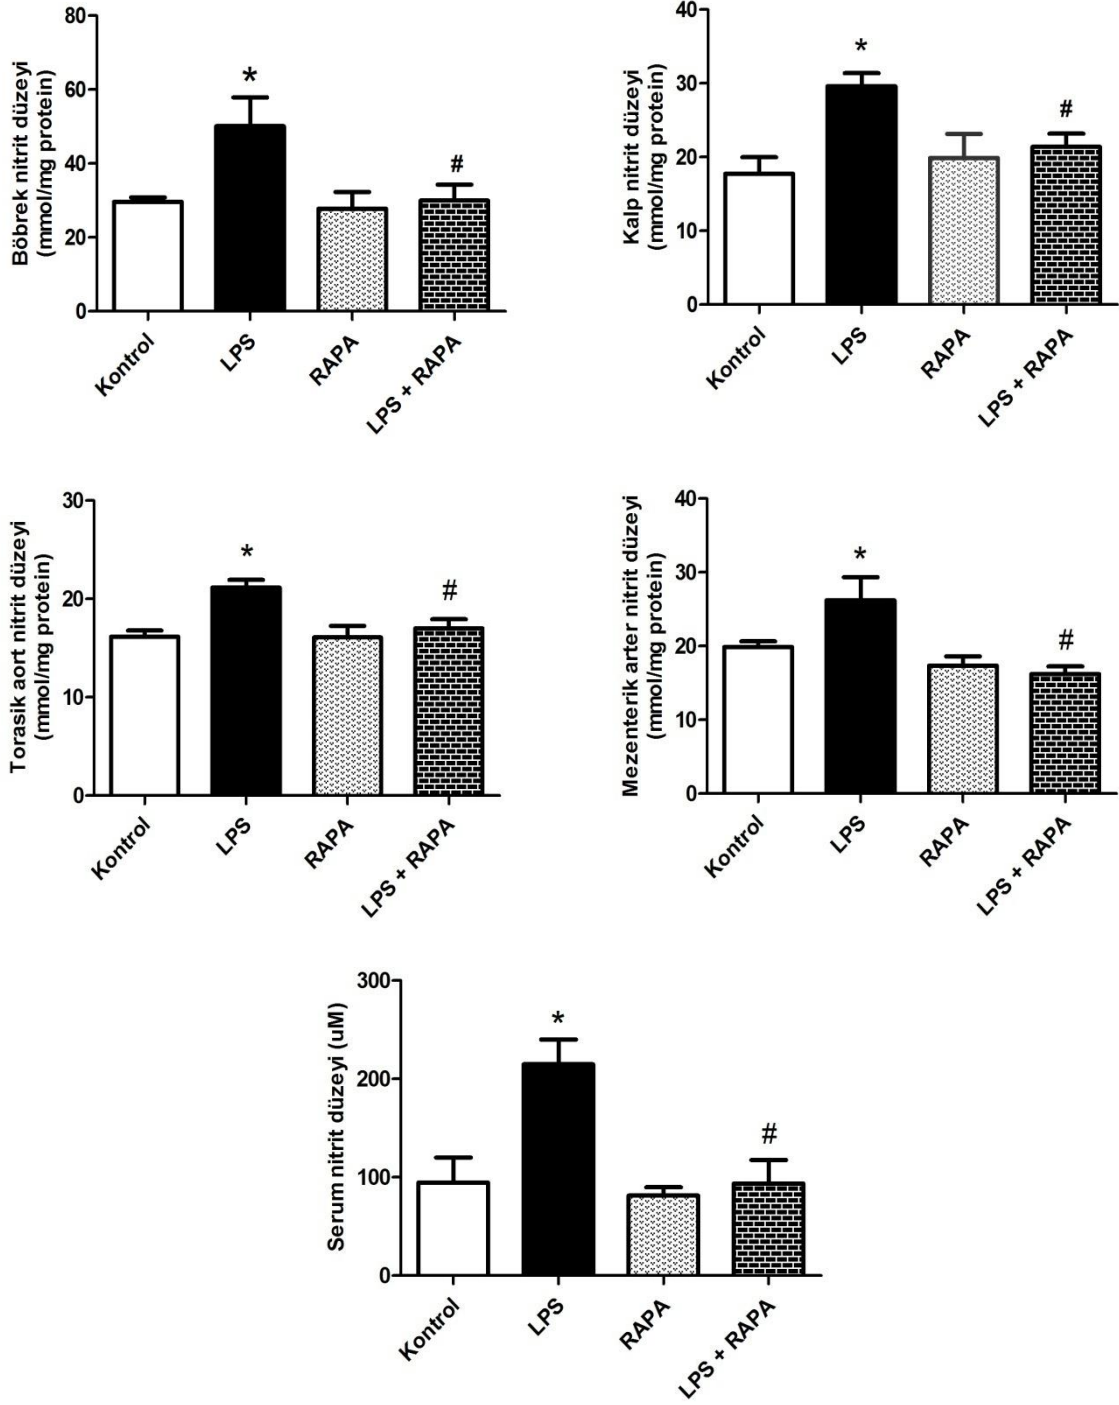 Böbrek nitrit düzeyi
(mmol/mg protein)
80
60
40
20
0
*
#
Kontrol
LPS
RAPA
LPS + RAPA
Kalp nitrit düzeyi
(mmol/mg protein)
40
30
20
10
0
*
#
Kontrol
LPS
RAPA
LPS + RAPA
Torasik aort nitrit düzeyi
(mmol/mg protein)
30
20
10
0
*
#
Kontrol
LPS
RAPA
LPS + RAPA
Mezenterik arter nitrit düzeyi
(mmol/mg protein)
40
30
20
10
0
*
#
Kontrol
LPS
RAPA
LPS + RAPA
Serum nitrit düzeyi (uM)
300
200
100
0
*
#
Kontrol
LPS
RAPA
LPS + RAPA